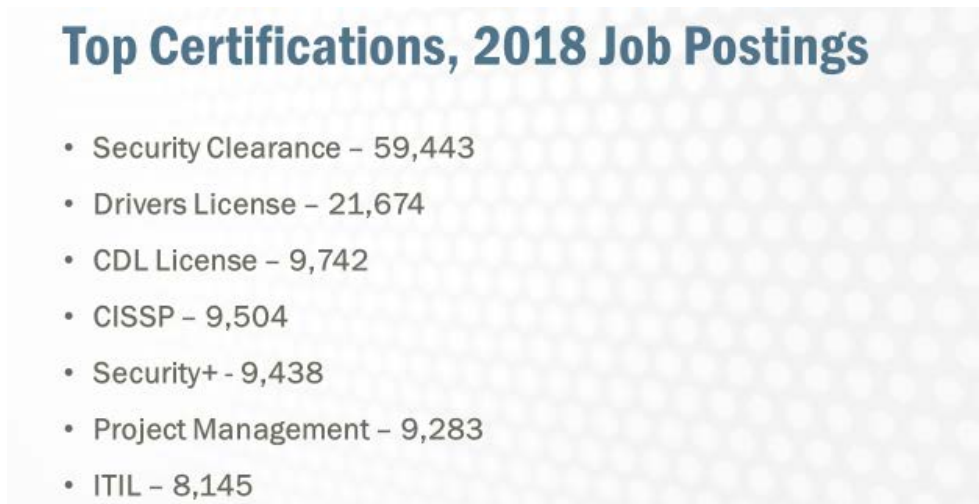 Top Certifications, 2018 Job Postings
• Security Clearance – 59,443
• Drivers License – 21,674
• CDL License – 9,742
• CISSP – 9,504
• Security+ - 9,438
• Project Management – 9,283
• ITIL – 8,145